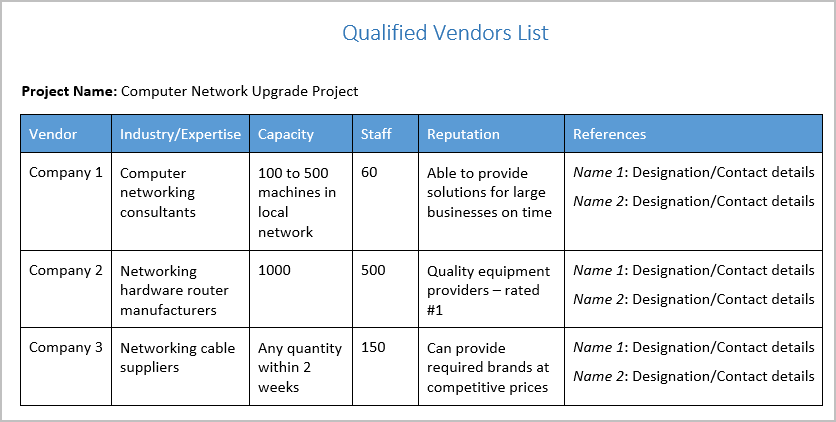 Qualified Vendors List
Project Name: Computer Network Upgrade Project
Vendor Industry/Expertise Capacity Staff Reputation References
Company 1 Computer networking consultants 100 to 500 machines in local network 60 Able to provide solutions for large businesses on time Name 1: Designation/Contact details Name 2: Designation/Contact details
Company 2 Networking hardware router manufacturers 1000 500 Quality equipment providers – rated #1 Name 1: Designation/Contact details Name 2: Designation/Contact details
Company 3 Networking cable suppliers Any quantity within 2 weeks 150 Can provide required brands at competitive prices Name 1: Designation/Contact details Name 2: Designation/Contact details